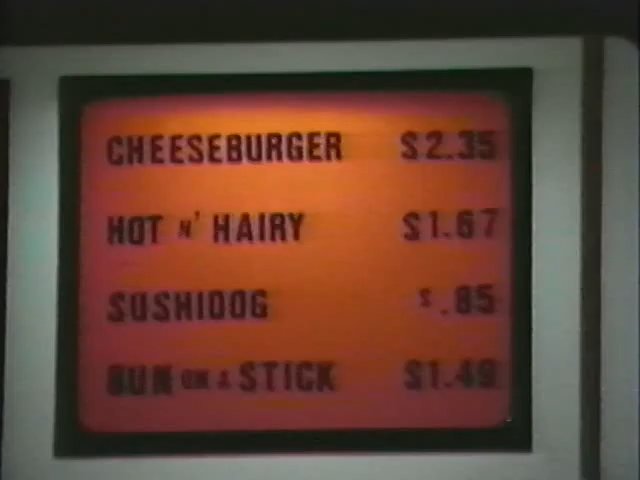 CHEESEBURGER $2.35
HOT N' HAIRY $1.67
SUSHIDOG $.85
BUN ON A STICK $1.49